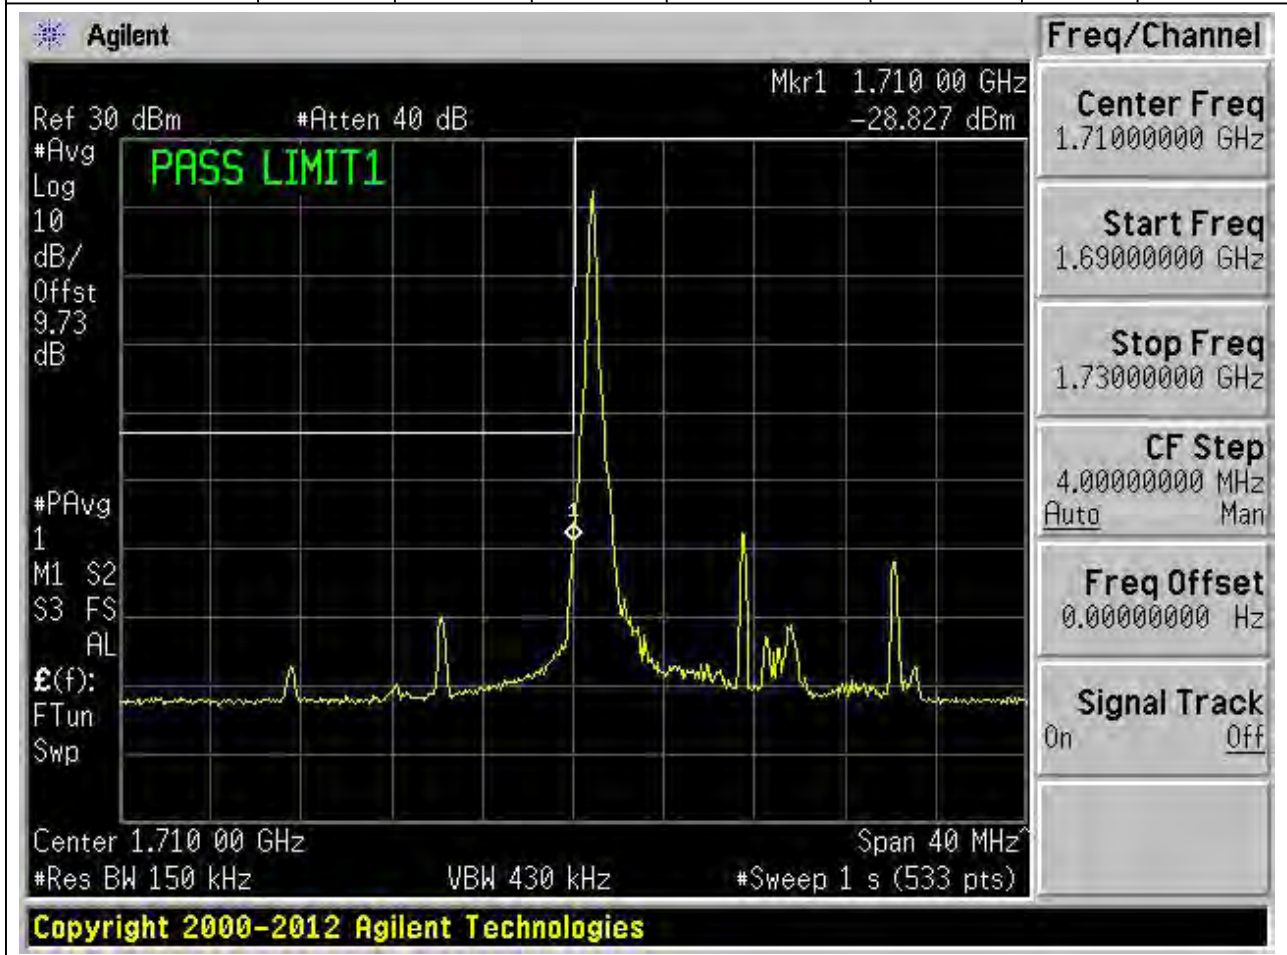 Agilent
Freq/Channel
Mkr1 1.710 00 GHz
Ref 30 dBm #Atten 40 dB -28.827 dBm
#Avg
Log
10
dB/
Offst
9.73
dB
PASS LIMIT1
1
#PAvg
1
M1 S2
S3 FS
AL
£(f):
FTun
Swp
Center 1.710 00 GHz Span 40 MHz^
#Res BW 150 kHz VBW 430 kHz #Sweep 1 s (533 pts)
Copyright 2000-2012 Agilent Technologies
Center Freq
1.71000000 GHz
Start Freq
1.69000000 GHz
Stop Freq
1.73000000 GHz
CF Step
4.00000000 MHz
Auto Man
Freq Offset
0.00000000 Hz
Signal Track
On Off